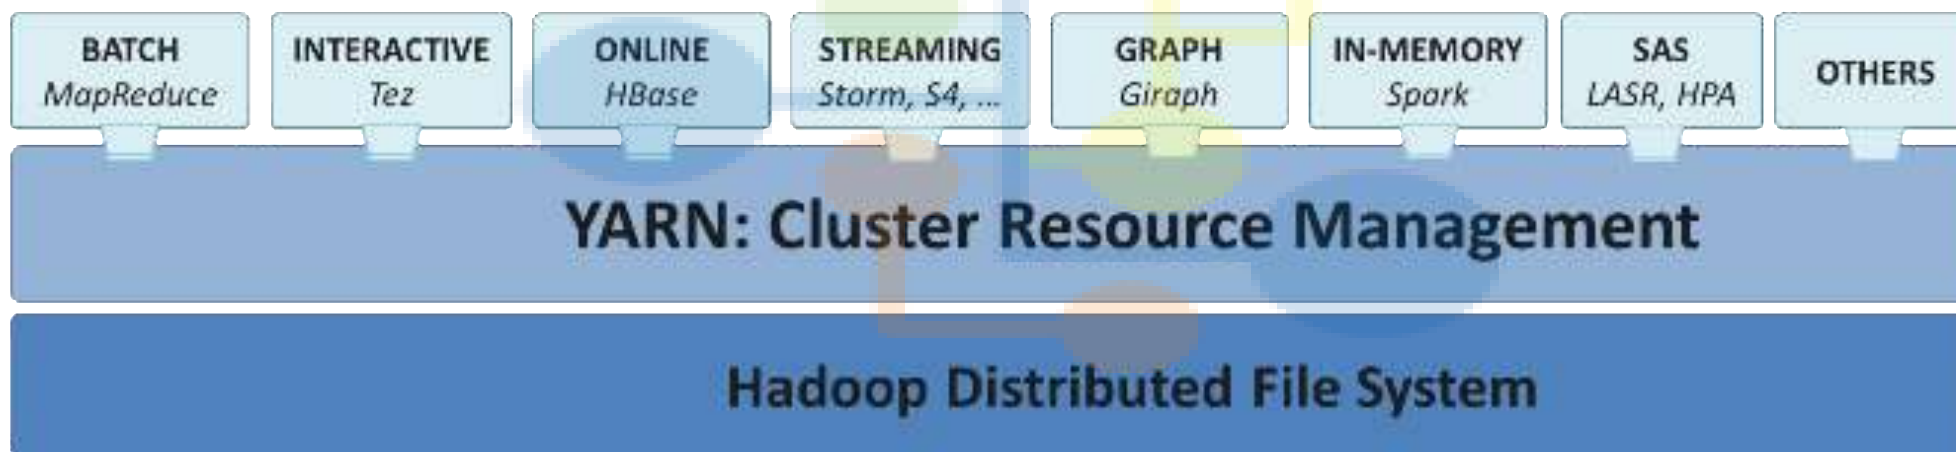 BATCH
MapReduce
INTERACTIVE
Tez
ONLINE
HBase
STREAMING
Storm, S4, ...
GRAPH
Giraph
IN-MEMORY
Spark
SAS
LASR, HPA
OTHERS
YARN: Cluster Resource Management
Hadoop Distributed File System